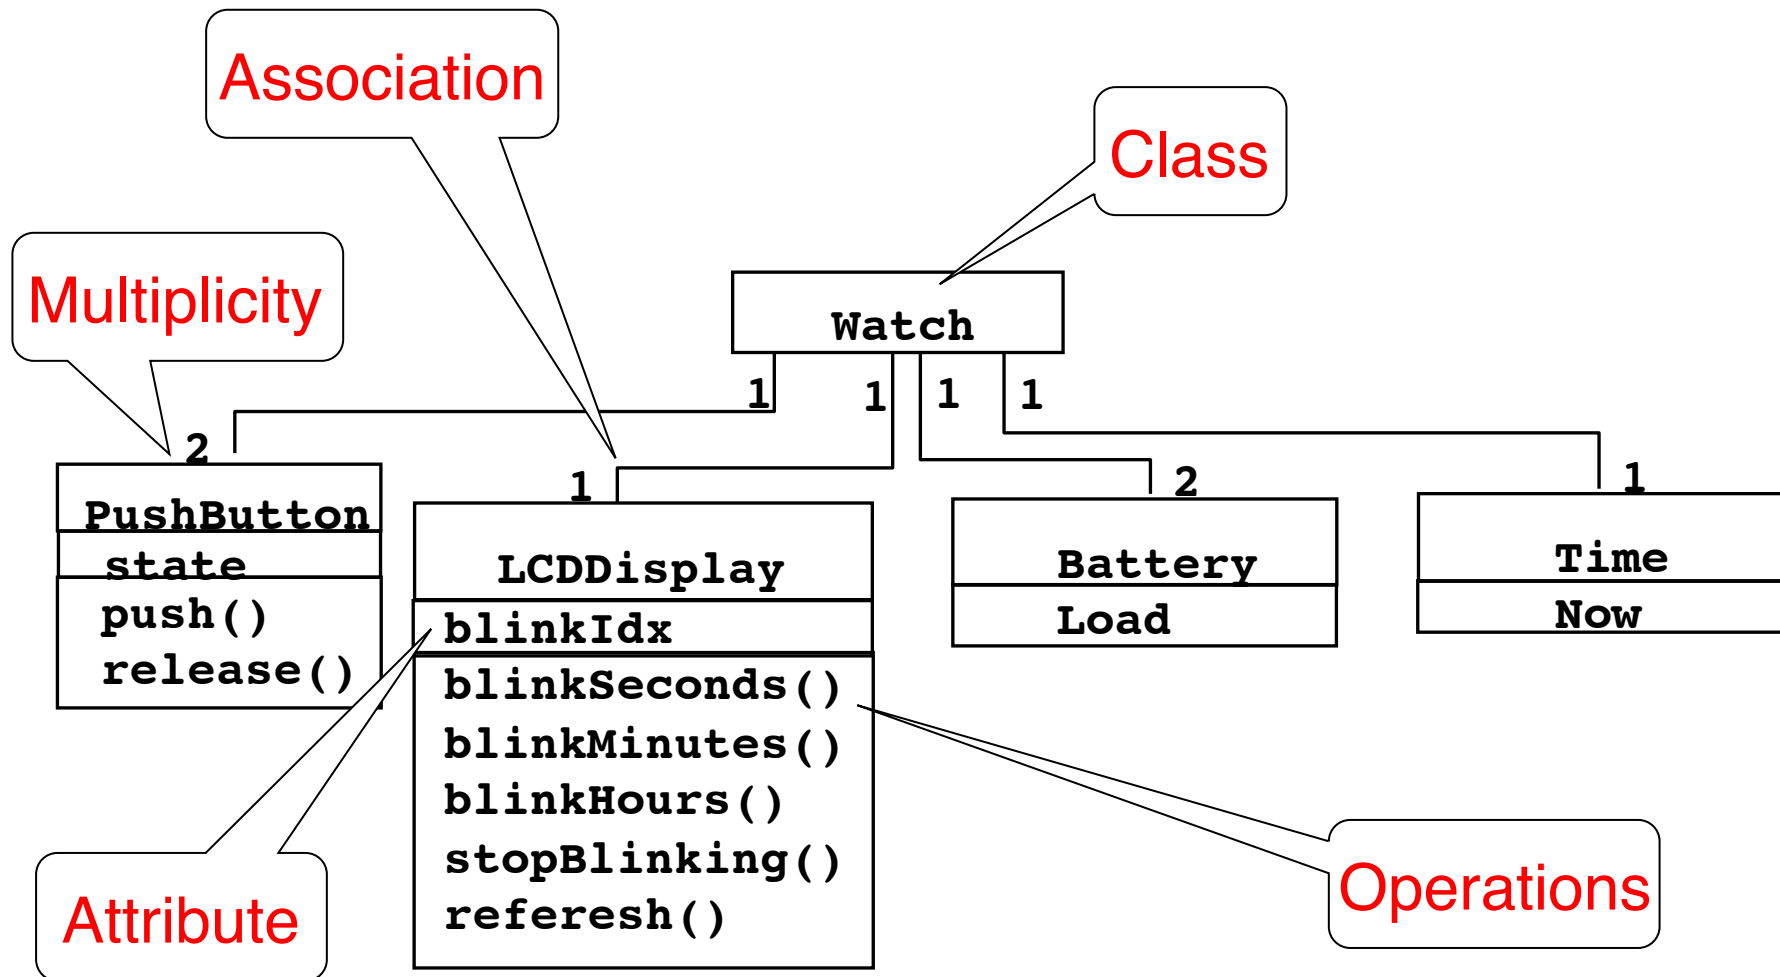 Association
Class
Multiplicity
Watch
1 1 1 1
2 1 2 1
PushButton
state
push()
release()
LCDDisplay
blinkIdx
blinkSeconds()
blinkMinutes()
blinkHours()
stopBlinking()
referesh()
Battery
Load
Time
Now
Attribute
Operations